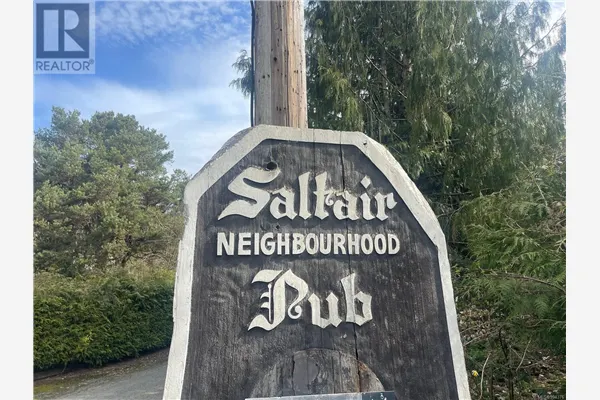 R
REALTOR®
Saltair
NEIGHBOURHOOD
Pub